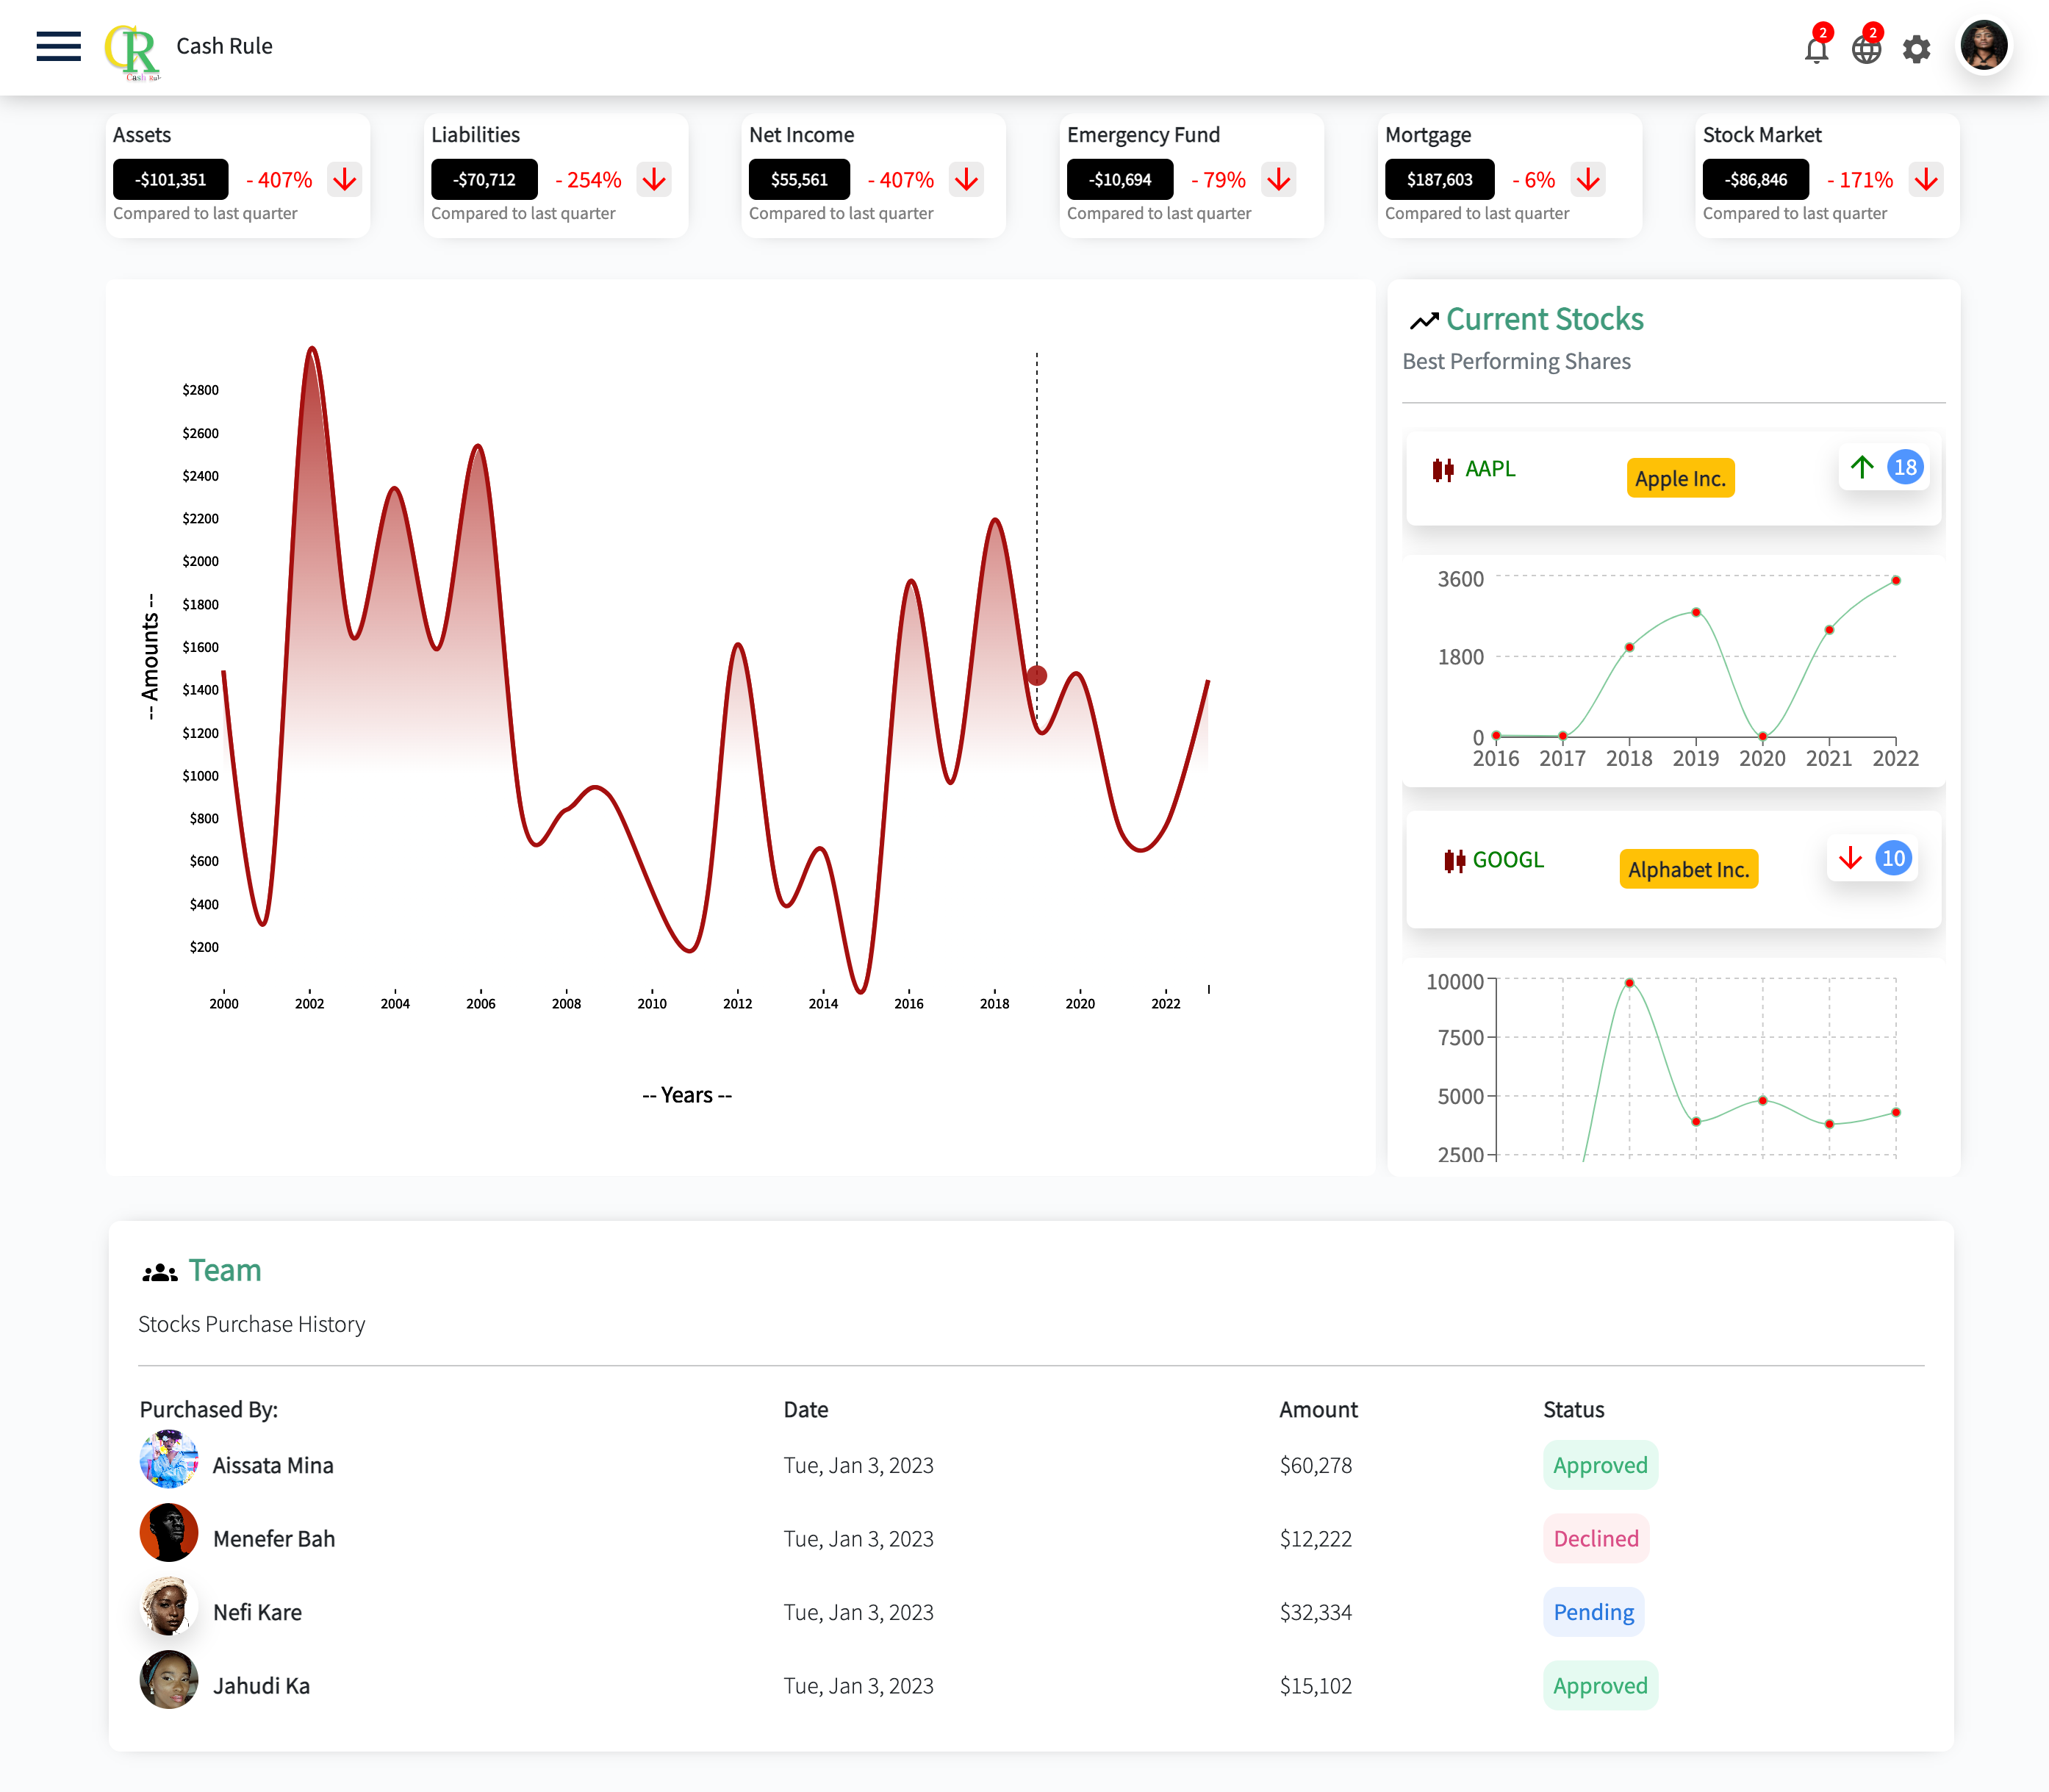 Cash Rule
CR
Cash Rule
2
2
Assets
-$101,351 - 407%
Compared to last quarter
Liabilities
-$70,712 - 254%
Compared to last quarter
Net Income
$55,561 - 407%
Compared to last quarter
Emergency Fund
-$10,694 - 79%
Compared to last quarter
Mortgage
$187,603 - 6%
Compared to last quarter
Stock Market
-$86,846 - 171%
Compared to last quarter
-- Amounts --
$2800
$2600
$2400
$2200
$2000
$1800
$1600
$1400
$1200
$1000
$800
$600
$400
$200
2000 2002 2004 2006 2008 2010 2012 2014 2016 2018 2020 2022
-- Years --
Current Stocks
Best Performing Shares
AAPL Apple Inc. 18
3600
1800
0
2016 2017 2018 2019 2020 2021 2022
GOOGL Alphabet Inc. 10
10000
7500
5000
2500
Team
Stocks Purchase History
Purchased By: Date Amount Status
Aissata Mina Tue, Jan 3, 2023 $60,278 Approved
Menefer Bah Tue, Jan 3, 2023 $12,222 Declined
Nefi Kare Tue, Jan 3, 2023 $32,334 Pending
Jahudi Ka Tue, Jan 3, 2023 $15,102 Approved